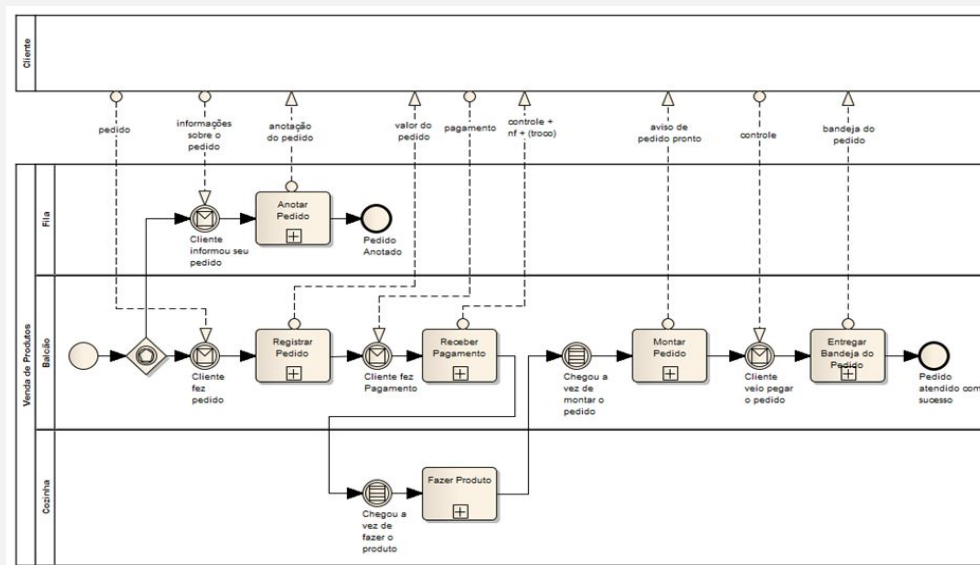 Cliente
pedido
informações
sobre o
pedido
anotação
do pedido
valor do
pedido
pagamento
controle +
nf + (troco)
aviso de
pedido pronto
controle
bandeja do
pedido
Venda de Produtos
Fila
Cliente
informou seu
pedido
Anotar
Pedido
Pedido
Anotado
Balcão
Cliente
fez
pedido
Registrar
Pedido
Cliente fez
Pagamento
Receber
Pagamento
Chegou a
vez de
montar o
pedido
Montar
Pedido
Cliente
veio pegar
o pedido
Entregar
Bandeja do
Pedido
Pedido
atendido com
sucesso
Cozinha
Chegou a
vez de
fazer o
produto
Fazer Produto